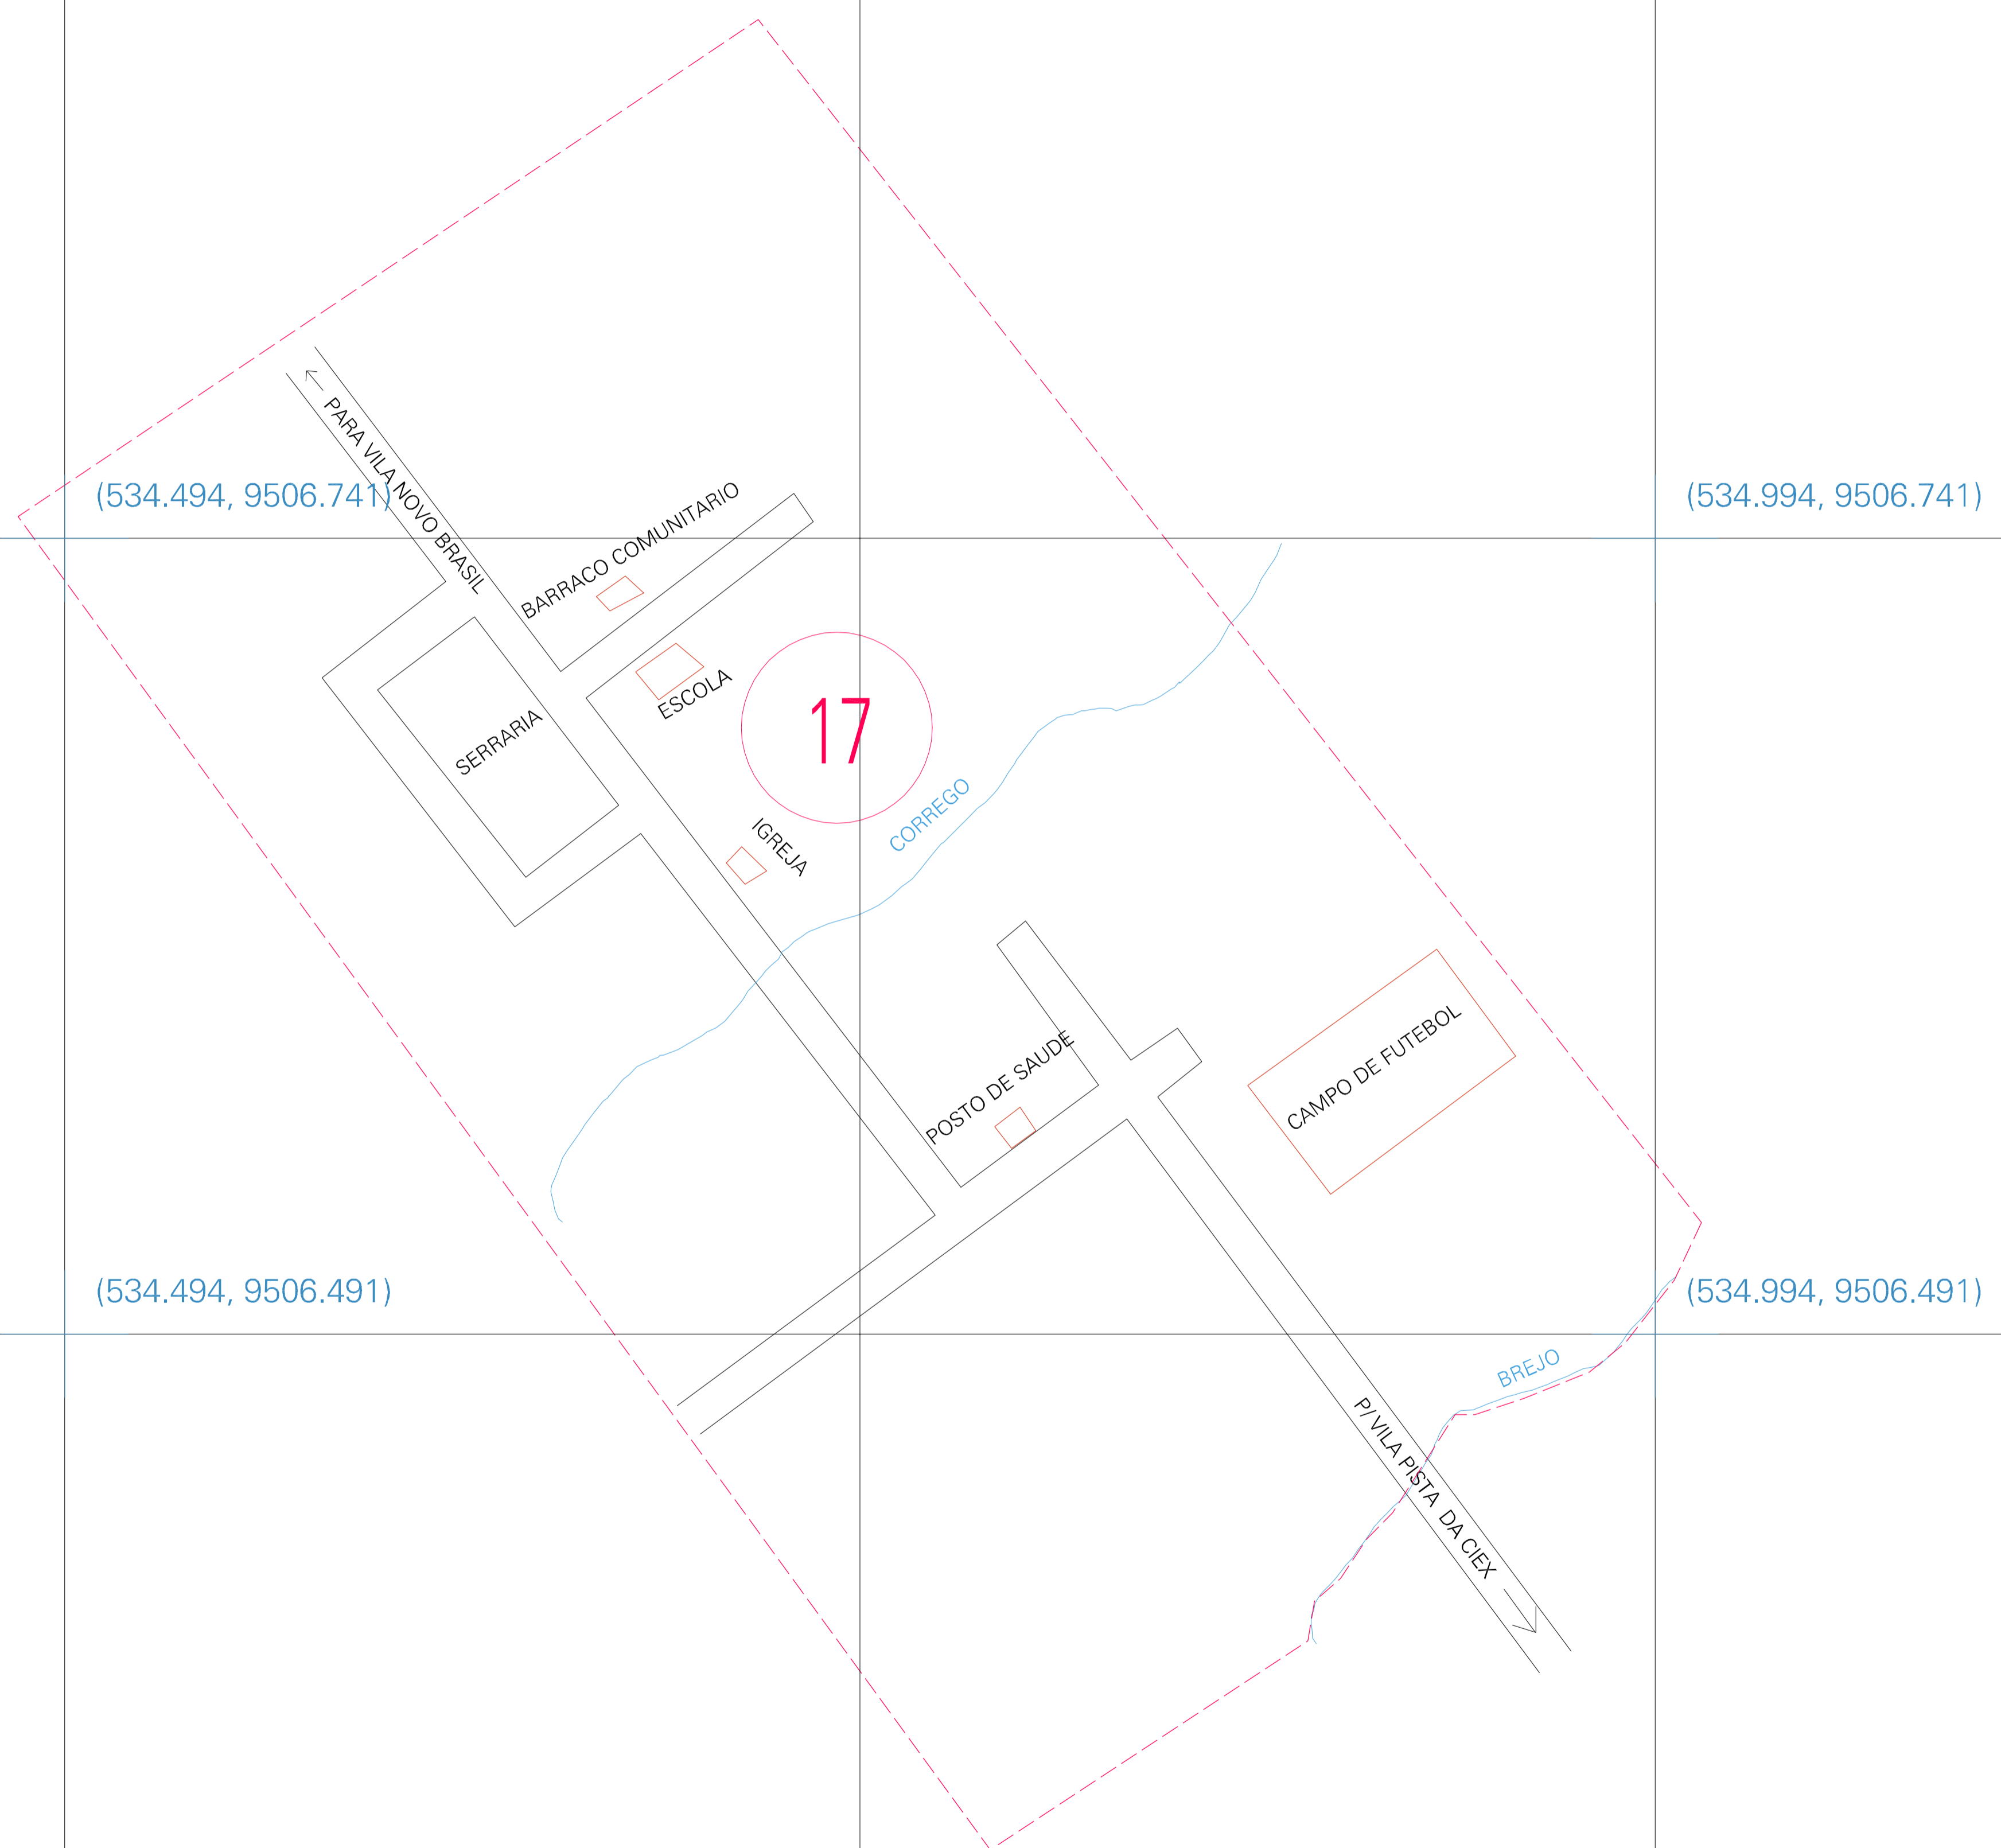 PARA VILA NOVO BRASIL
(534.494, 9506.741)
(534.994, 9506.741)
BARRACO COMUNITARIO
ESCOLA
SERRARIA
17
IGREJA
CORREGO
POSTO DE SAUDE
CAMPO DE FUTEBOL
(534.494, 9506.491)
(534.994, 9506.491)
BREJO
P/ VILA PISTA DA CIEX